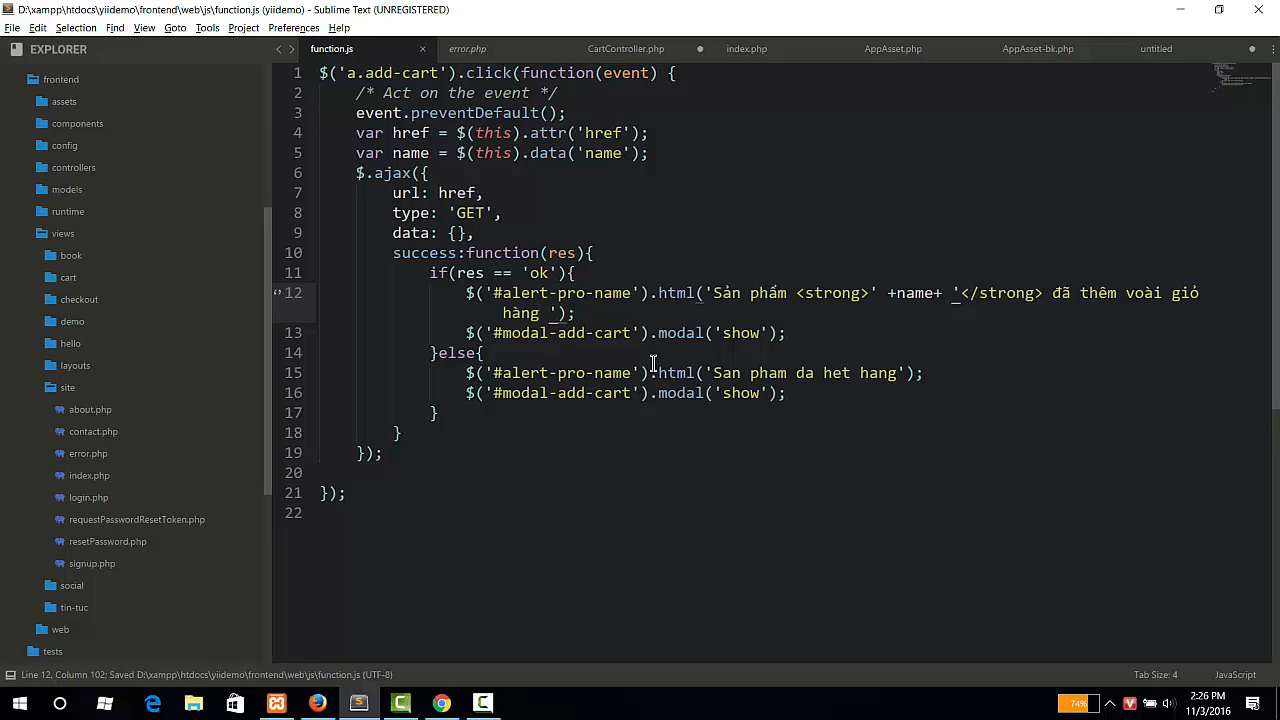 D:\xampp\htdocs\yiidemo\frontend\web\js\function.js (yiidemo) - Sublime Text (UNREGISTERED)
File Edit Selection Find View Goto Tools Project Preferences Help
EXPLORER
function.js
error.php
CartController.php
index.php
AppAsset.php
AppAsset-bk.php
untitled
frontend
assets
components
config
controllers
models
runtime
views
book
cart
checkout
demo
hello
layouts
site
about.php
contact.php
error.php
index.php
login.php
requestPasswordResetToken.php
resetPassword.php
signup.php
social
tin-tuc
web
tests
1 $('a.add-cart').click(function(event) {
2 /* Act on the event */
3 event.preventDefault();
4 var href = $(this).attr('href');
5 var name = $(this).data('name');
6 $.ajax({
7 url: href,
8 type: 'GET',
9 data: {},
10 success:function(res){
11 if(res == 'ok'){
12 $('#alert-pro-name').html('Sản phẩm <strong>' +name+ '</strong> đã thêm voài giỏ
hàng ');
13 $('#modal-add-cart').modal('show');
14 }else{
15 $('#alert-pro-name').html('San pham da het hang');
16 $('#modal-add-cart').modal('show');
17 }
18 }
19 });
20
21 });
22
Line 12, Column 102; Saved D:\xampp\htdocs\yiidemo\frontend\web\js\function.js (UTF-8)
Tab Size: 4
JavaScript
74%
2:26 PM
11/3/2016